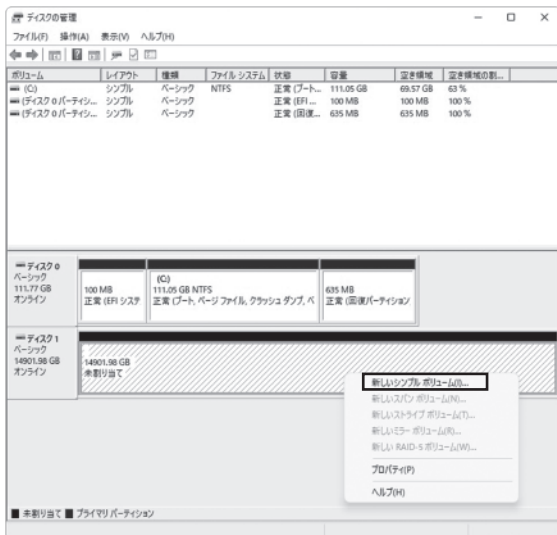 ディスクの管理
ファイル(F) 操作(A) 表示(V) ヘルプ(H)
ボリューム レイアウト 種類 ファイル システム 状態 容量 空き領域 空き領域の割...
(C:) シンプル ベーシック NTFS 正常 (ブート... 111.05 GB 69.57 GB 63 %
(ディスク 0 パーティシ... シンプル ベーシック 正常 (EFI ... 100 MB 100 MB 100 %
(ディスク 0 パーティシ... シンプル ベーシック 正常 (回復... 635 MB 635 MB 100 %
ディスク 0
ベーシック
111.77 GB
オンライン
100 MB
正常 (EFI システ
(C:)
111.05 GB NTFS
正常 (ブート, ページ ファイル, クラッシュ ダンプ, ベ
635 MB
正常 (回復パーティション
ディスク 1
ベーシック
14901.98 GB
オンライン
14901.98 GB
未割り当て
新しいシンプル ボリューム(I)...
新しいスパン ボリューム(N)...
新しいストライプ ボリューム(T)...
新しいミラー ボリューム(R)...
新しい RAID-5 ボリューム(W)...
プロパティ(P)
ヘルプ(H)
未割り当て プライマリ パーティション